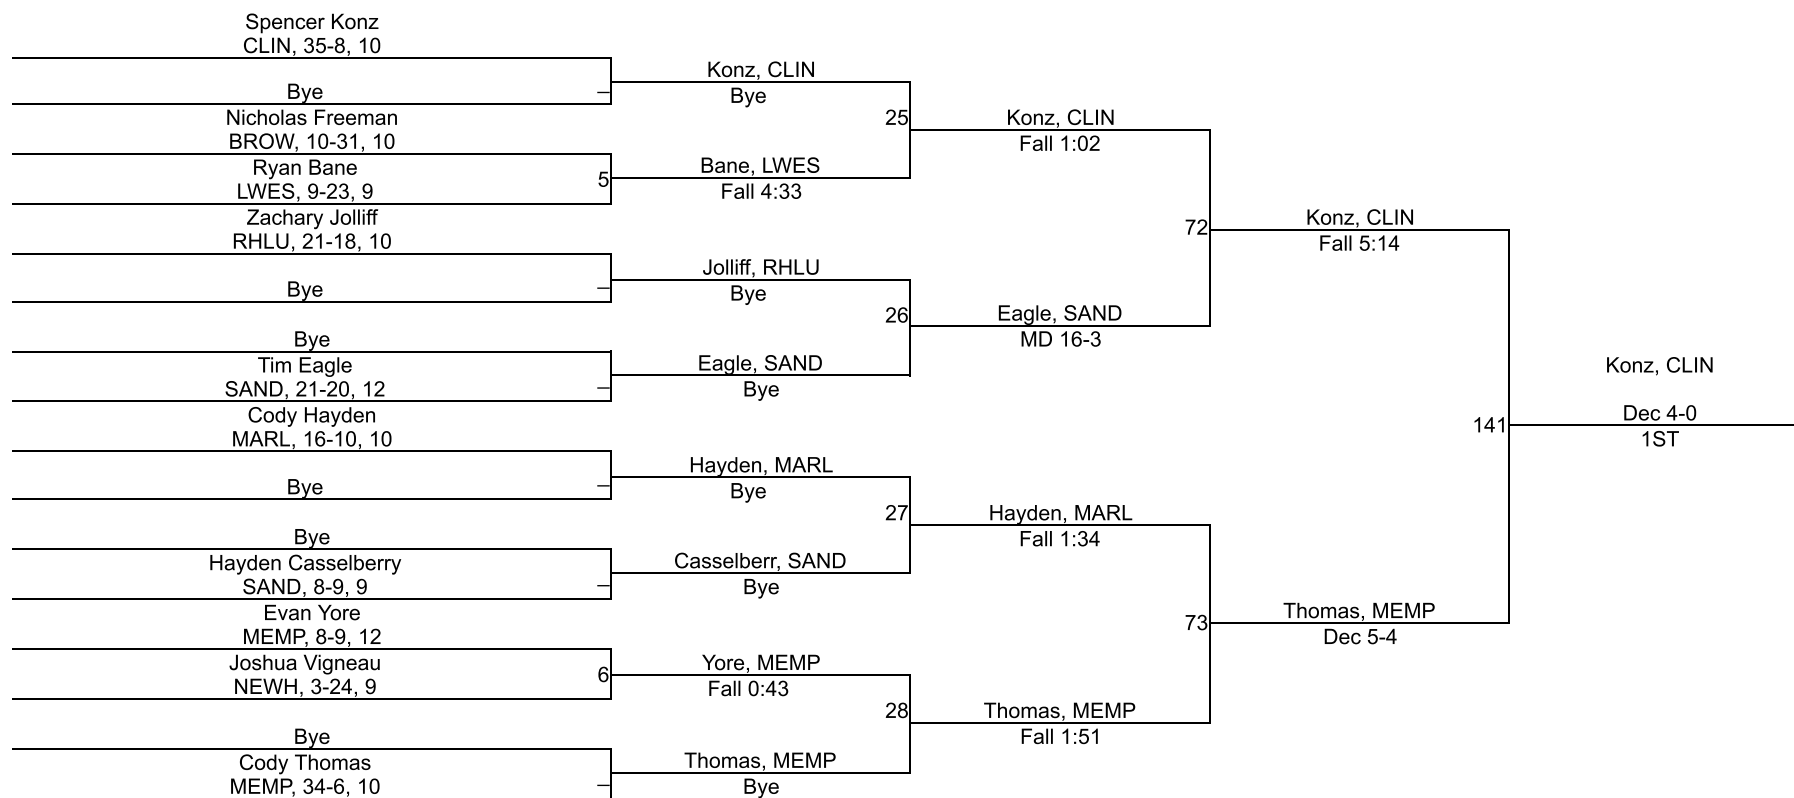 Spencer Konz
CLIN, 35-8, 10
Bye
–
Nicholas Freeman
BROW, 10-31, 10
Ryan Bane
LWES, 9-23, 9
5
Zachary Jolliff
RHLU, 21-18, 10
Bye
–
Bye
Tim Eagle
SAND, 21-20, 12
–
Cody Hayden
MARL, 16-10, 10
Bye
–
Bye
Hayden Casselberry
SAND, 8-9, 9
–
Evan Yore
MEMP, 8-9, 12
Joshua Vigneau
NEWH, 3-24, 9
6
Bye
Cody Thomas
MEMP, 34-6, 10
–
Konz, CLIN
Bye
25
Bane, LWES
Fall 4:33
Jolliff, RHLU
Bye
26
Eagle, SAND
Bye
Hayden, MARL
Bye
27
Casselberr, SAND
Bye
Yore, MEMP
Fall 0:43
28
Thomas, MEMP
Bye
Konz, CLIN
Fall 1:02
72
Eagle, SAND
MD 16-3
Hayden, MARL
Fall 1:34
73
Thomas, MEMP
Fall 1:51
Konz, CLIN
Fall 5:14
141
Thomas, MEMP
Dec 5-4
Konz, CLIN
Dec 4-0
1ST